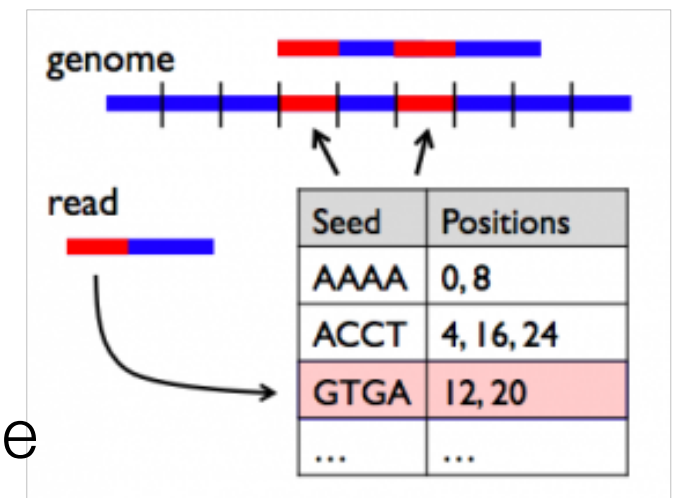 genome
read
Seed Positions
AAAA 0, 8
ACCT 4, 16, 24
GTGA 12, 20
... ...
e